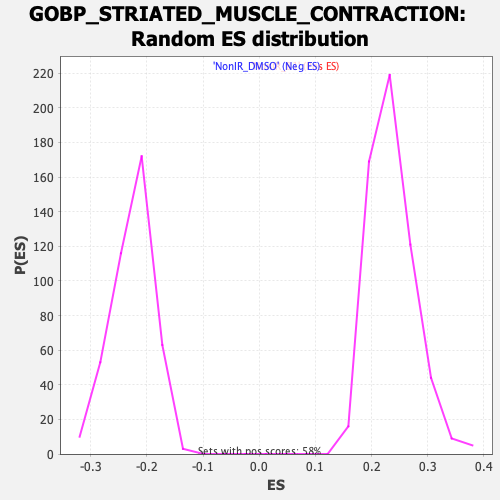 GOBP_STRIATED_MUSCLE_CONTRACTION:
Random ES distribution
'NonIR_DMSO' (Neg ES)s ES)
220
200
180
160
140
120
100
80
60
40
20
0
P(ES)
Sets with pos scores: 58%
-0.3 -0.2 -0.1 0.0 0.1 0.2 0.3 0.4
ES